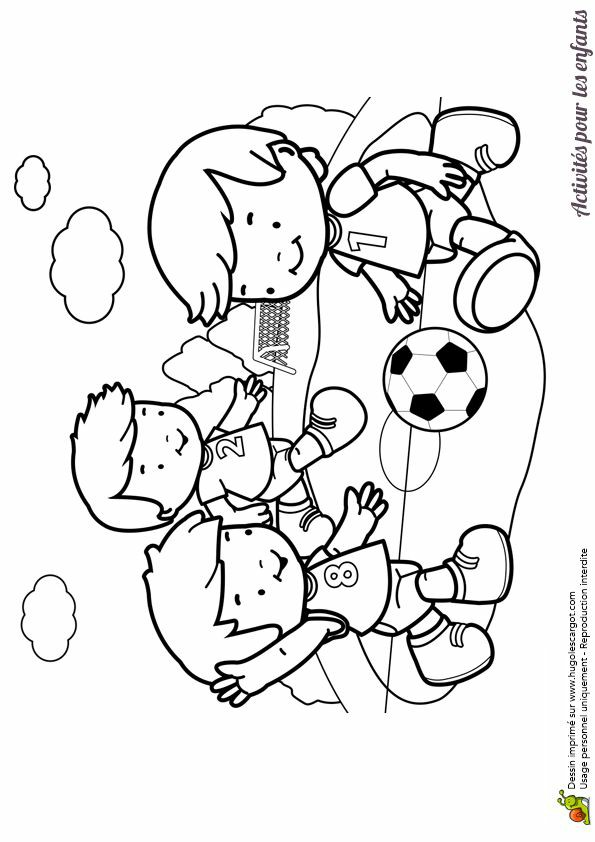 2
8
1
Dessin imprimé sur www.hugolescargot.com
Usage personnel uniquement - Reproduction interdite
Activités pour les enfants